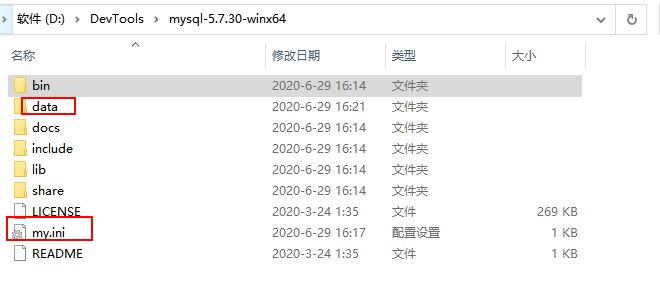 软件 (D:) > DevTools > mysql-5.7.30-winx64
名称 修改日期 类型 大小
bin 2020-6-29 16:14 文件夹
data 2020-6-29 16:21 文件夹
docs 2020-6-29 16:14 文件夹
include 2020-6-29 16:14 文件夹
lib 2020-6-29 16:14 文件夹
share 2020-6-29 16:14 文件夹
LICENSE 2020-3-24 1:35 文件 269 KB
my.ini 2020-6-29 16:17 配置设置 1 KB
README 2020-3-24 1:35 文件 1 KB